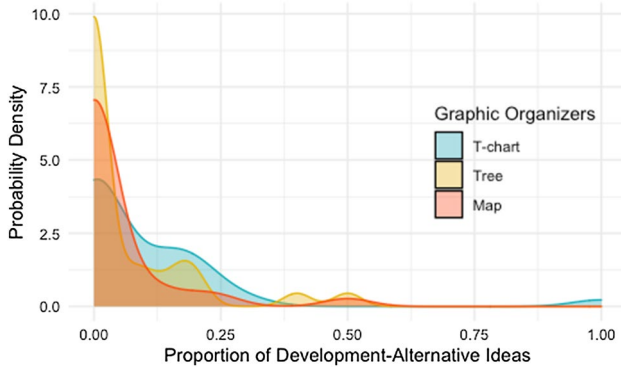 10.0
7.5
5.0
2.5
0.0
Probability Density
Graphic Organizers
T-chart
Tree
Map
0.00 0.25 0.50 0.75 1.00
Proportion of Development-Alternative Ideas